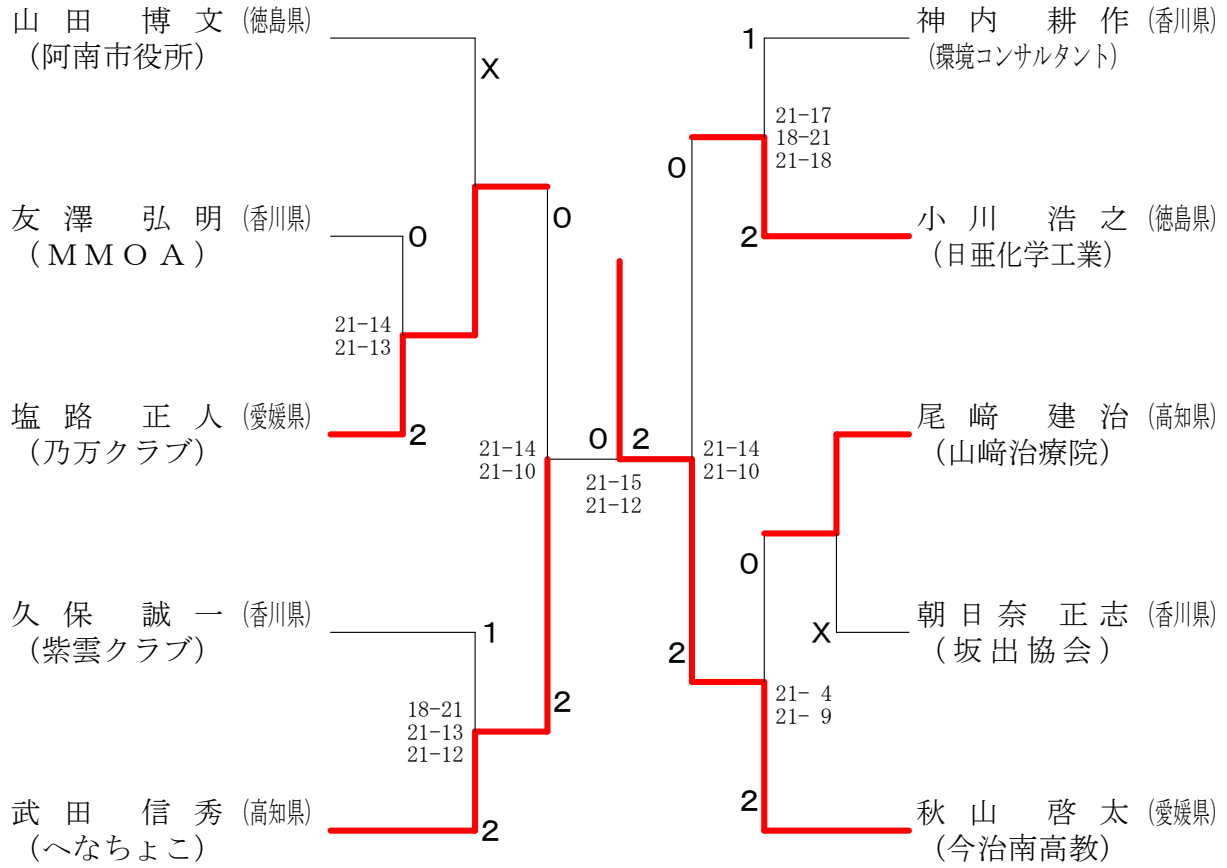 山田 博文 (徳島県)
(阿南市役所)
X
友澤 弘明 (香川県)
(MMOA)
0
21-14
21-13
塩路 正人 (愛媛県)
(乃万クラブ)
2
0
21-14
21-10
久保 誠一 (香川県)
(紫雲クラブ)
1
18-21
21-13
21-12
2
武田 信秀 (高知県)
(へなちょこ)
2
0 2
21-15
21-12
神内 耕作 (香川県)
(環境コンサルタント)
1
21-17
18-21
21-18
0
小川 浩之 (徳島県)
(日亜化学工業)
2
21-14
21-10
尾﨑 建治 (高知県)
(山﨑治療院)
0
朝日奈 正志 (香川県)
(坂出協会)
X
2
21- 4
21- 9
秋山 啓太 (愛媛県)
(今治南高教)
2